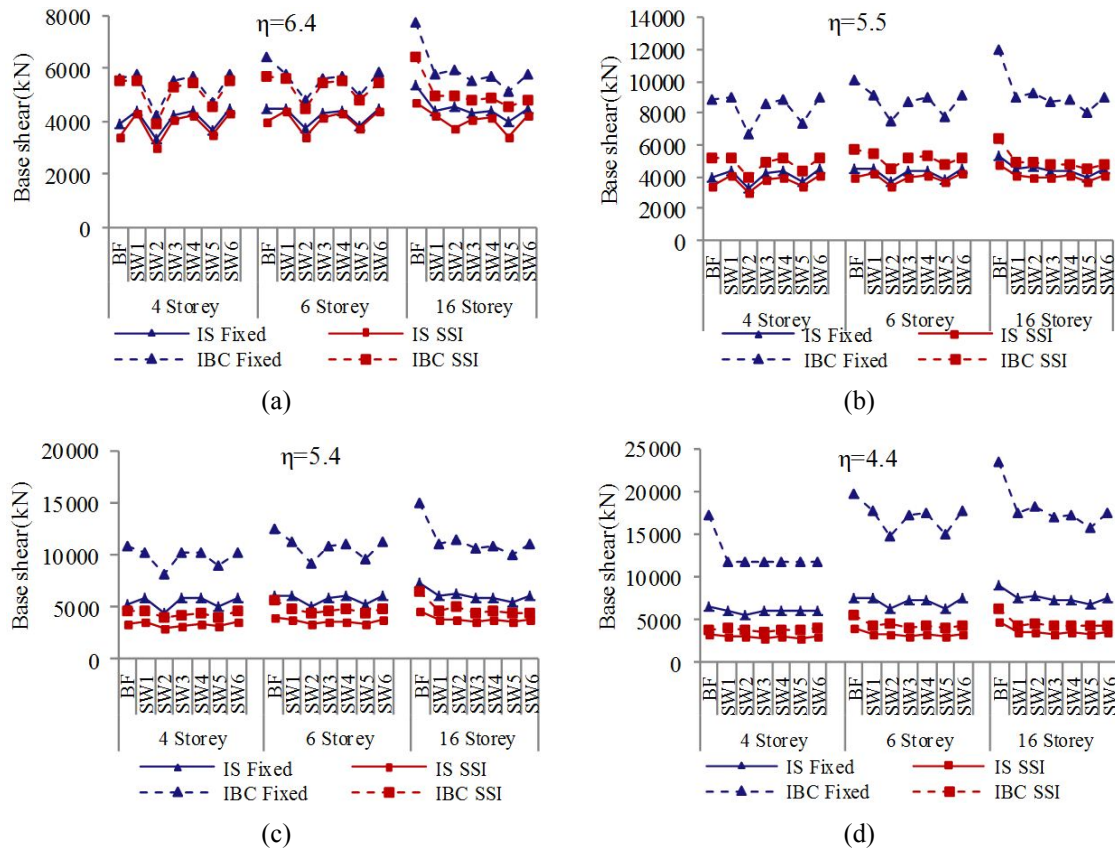 η=6.4
Base shear(kN)
8000
6000
4000
2000
0
BF SW1 SW2 SW3 SW4 SW5 SW6 BF SW1 SW2 SW3 SW4 SW5 SW6 BF SW1 SW2 SW3 SW4 SW5 SW6
4 Storey 6 Storey 16 Storey
IS Fixed IS SSI
IBC Fixed IBC SSI
(a)
η=5.5
Base shear(kN)
14000
12000
10000
8000
6000
4000
2000
0
BF SW1 SW2 SW3 SW4 SW5 SW6 BF SW1 SW2 SW3 SW4 SW5 SW6 BF SW1 SW2 SW3 SW4 SW5 SW6
4 Storey 6 Storey 16 Storey
IS Fixed IS SSI
IBC Fixed IBC SSI
(b)
η=5.4
Base shear(kN)
20000
15000
10000
5000
0
BF SW1 SW2 SW3 SW4 SW5 SW6 BF SW1 SW2 SW3 SW4 SW5 SW6 BF SW1 SW2 SW3 SW4 SW5 SW6
4 Storey 6 Storey 16 Storey
IS Fixed IS SSI
IBC Fixed IBC SSI
(c)
η=4.4
Base shear(kN)
25000
20000
15000
10000
5000
0
BF SW1 SW2 SW3 SW4 SW5 SW6 BF SW1 SW2 SW3 SW4 SW5 SW6 BF SW1 SW2 SW3 SW4 SW5 SW6
4 Storey 6 Storey 16 Storey
IS Fixed IS SSI
IBC Fixed IBC SSI
(d)